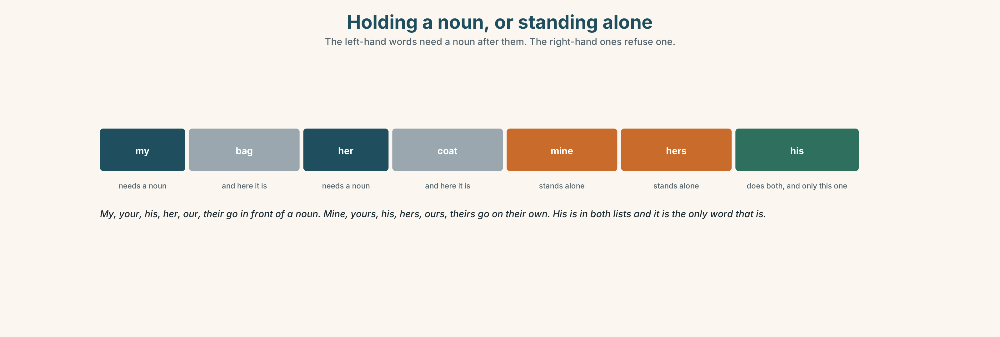 Holding a noun, or standing alone
The left-hand words need a noun after them. The right-hand ones refuse one.
my bag her coat mine hers his
needs a noun and here it is needs a noun and here it is stands alone stands alone does both, and only this one
My, your, his, her, our, their go in front of a noun. Mine, yours, his, hers, ours, theirs go on their own. His is in both lists and it is the only word that is.